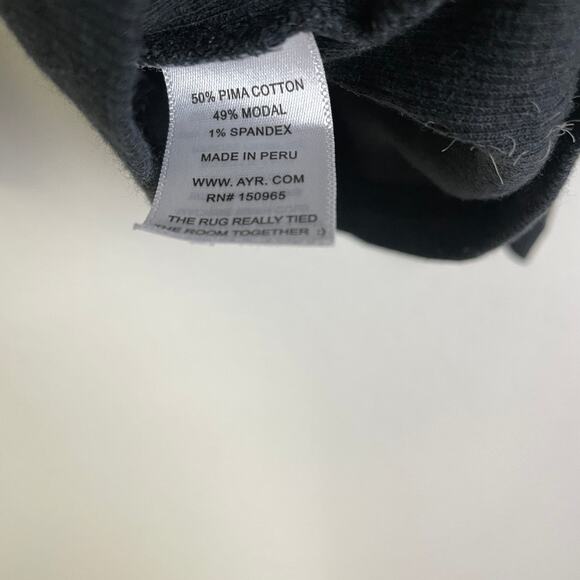 50% PIMA COTTON
49% MODAL
1% SPANDEX
MADE IN PERU
WWW. AYR. COM
RN# 150965
THE RUG REALLY TIED
THE ROOM TOGETHER :)